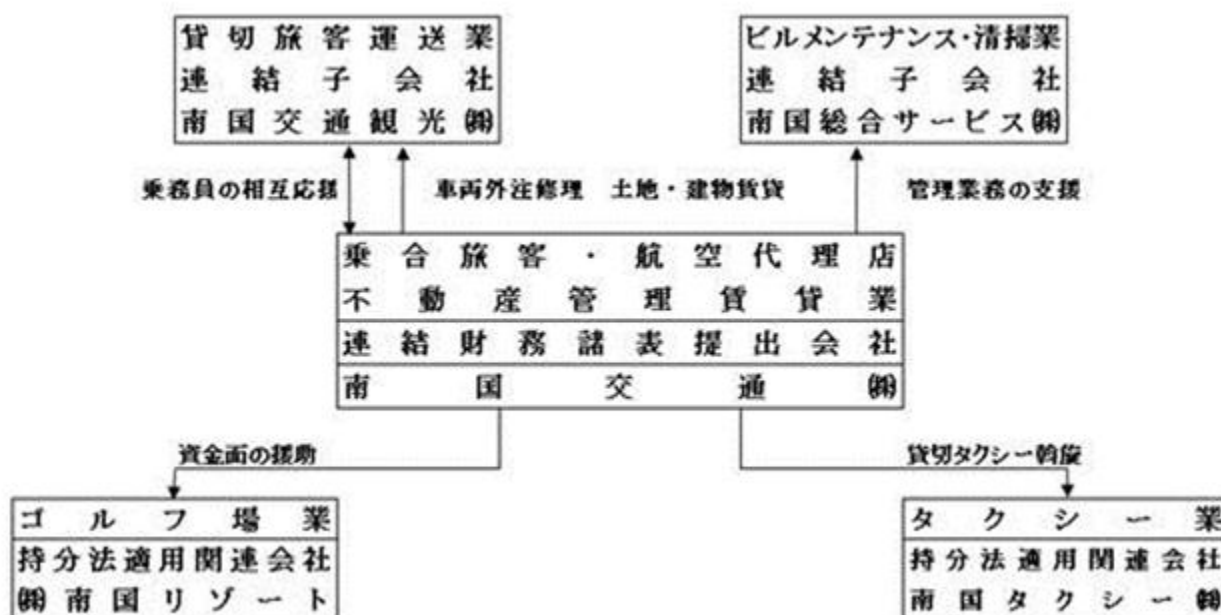 貸切旅客運送業
連結子会社
南国交通観光㈱
ビルメンテナンス・清掃業
連結子会社
南国総合サービス㈱
乗務員の相互応援
車両外注修理 土地・建物賃貸
管理業務の支援
乗合旅客・航空代理店
不動産管理賃貸業
連結財務諸表提出会社
南国交通㈱
資金面の援助
貸切タクシー斡旋
ゴルフ場業
持分法適用関連会社
㈱南国リゾート
タクシー業
持分法適用関連会社
南国タクシー㈱